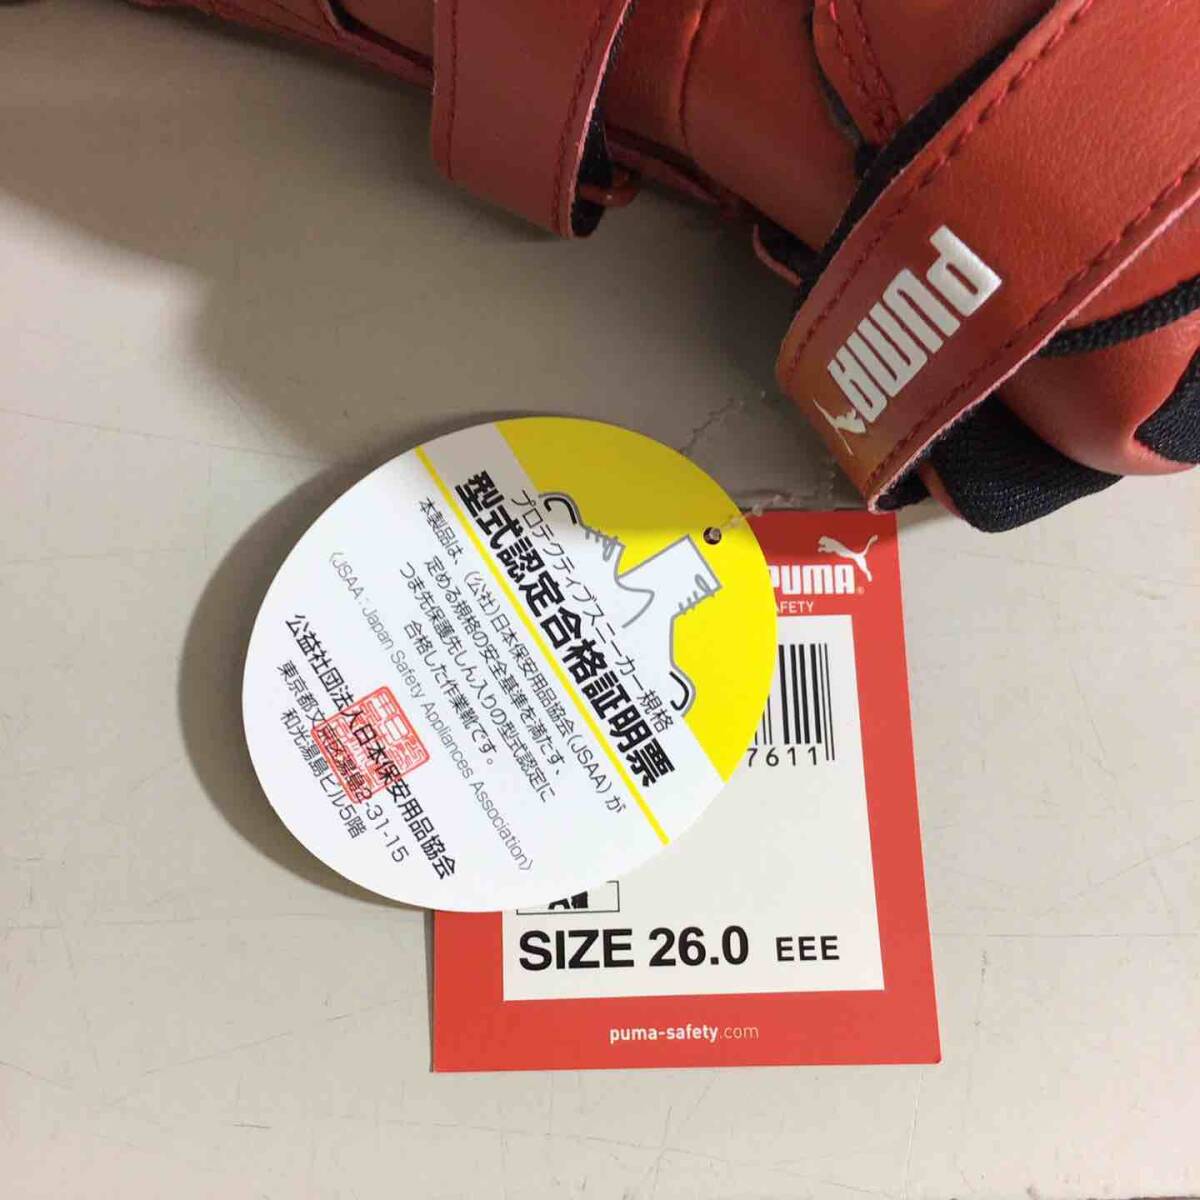 PUMA
プロテクティブスニーカー規格
型式認定合格証明票
本製品は、(公社)日本保安用品協会(JSAA)が
定める規格の安全基準を満たす、
つま先保護先しん入りの型式認定に
合格した作業靴です。
〈JSAA:Japan Safety Appliances Association〉
公益社団法人日本保安用品協会
東京都文京区湯島2-31-15
和光湯島ビル5階
PUMA®
AFETY
7611
SIZE 26.0 EEE
puma-safety.com